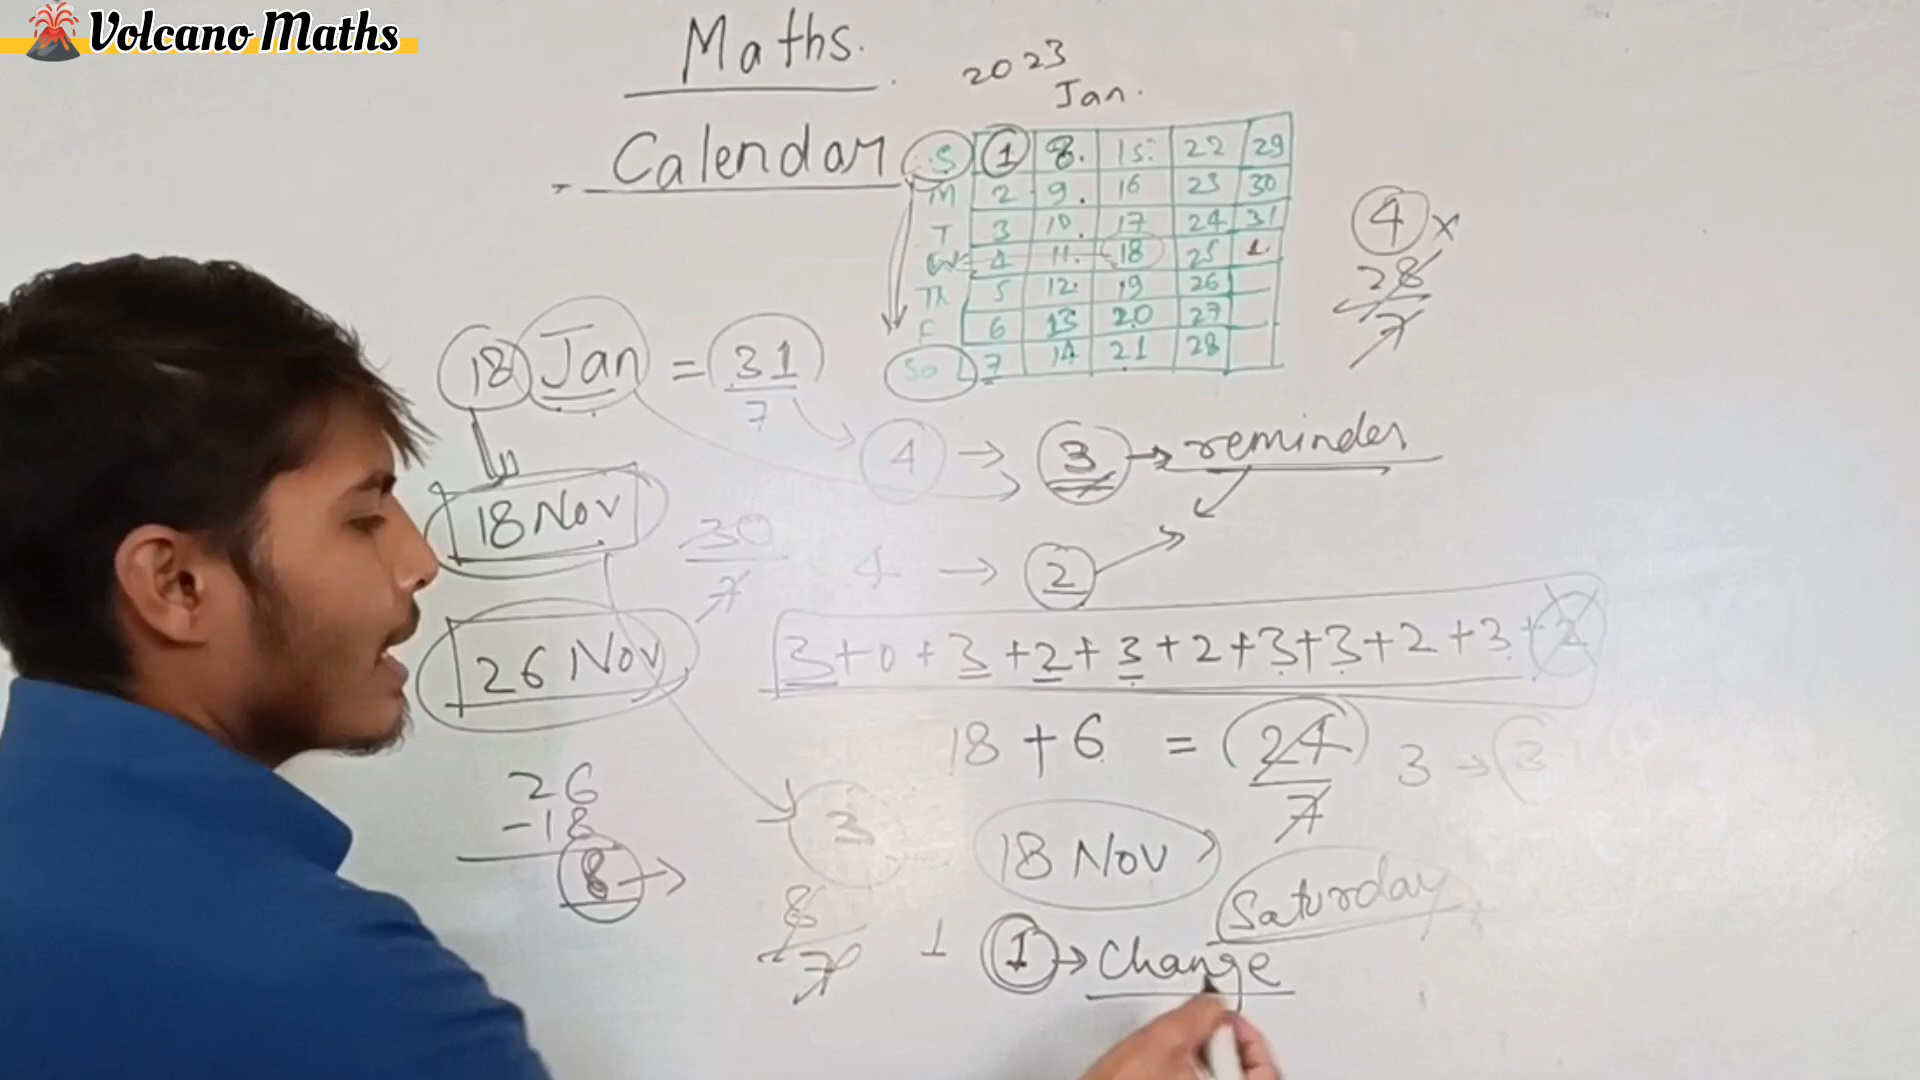 Volcano Maths
Maths.
2023
Jan.
Calendar
S 1 8. 15. 22 29
M 2 9. 16 23 30
T 3 10. 17 24 31
4 11. 18 25 1
Th 5 12. 19 26
F 6 13 20 27
Sa 7 14 21 28
4 x
28
7
18 Jan = 31
7
4 → 3 → reminder
18 Nov
30
7
4 → 2
26 Nov
3+0+3+2+3+2+3+3+2+3+2
18 + 6 = 24 3 → 3
7
26
-18
8 →
3
18 Nov
Saturday
8
7
1 1 → Change